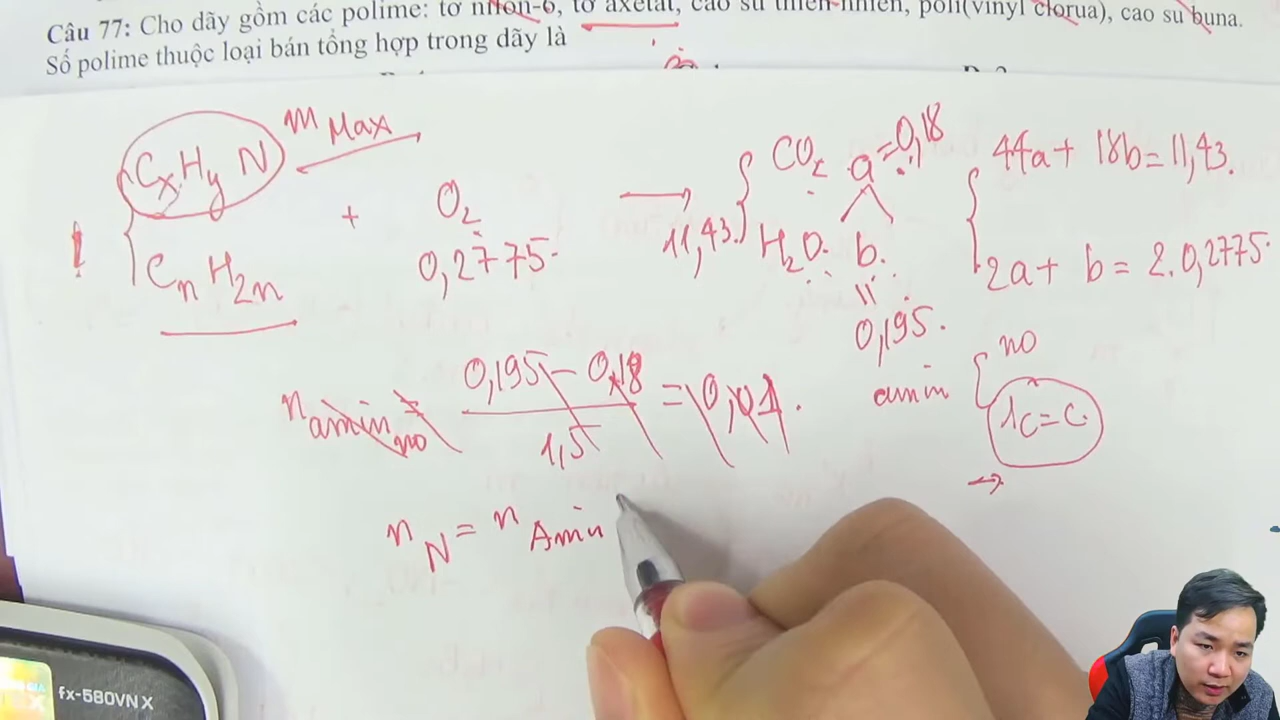 Câu 77: Cho dãy gồm các polime: tơ nilon-6, tơ axetat, cao su thiên nhiên, poli(vinyl clorua), cao su buna.
Số polime thuộc loại bán tổng hợp trong dãy là
CxHyN m Max
CnH2n
+ O2
0,2775.
11,43.
CO2 a = 0,18
H2O. b.
0,195.
44a + 18b = 11,43.
2a + b = 2.0,2775.
n amin no = 0,195 - 0,18 / 1,5 = 0,01.
amin no
1C=C.
nN = n Amin
fx-580VN X